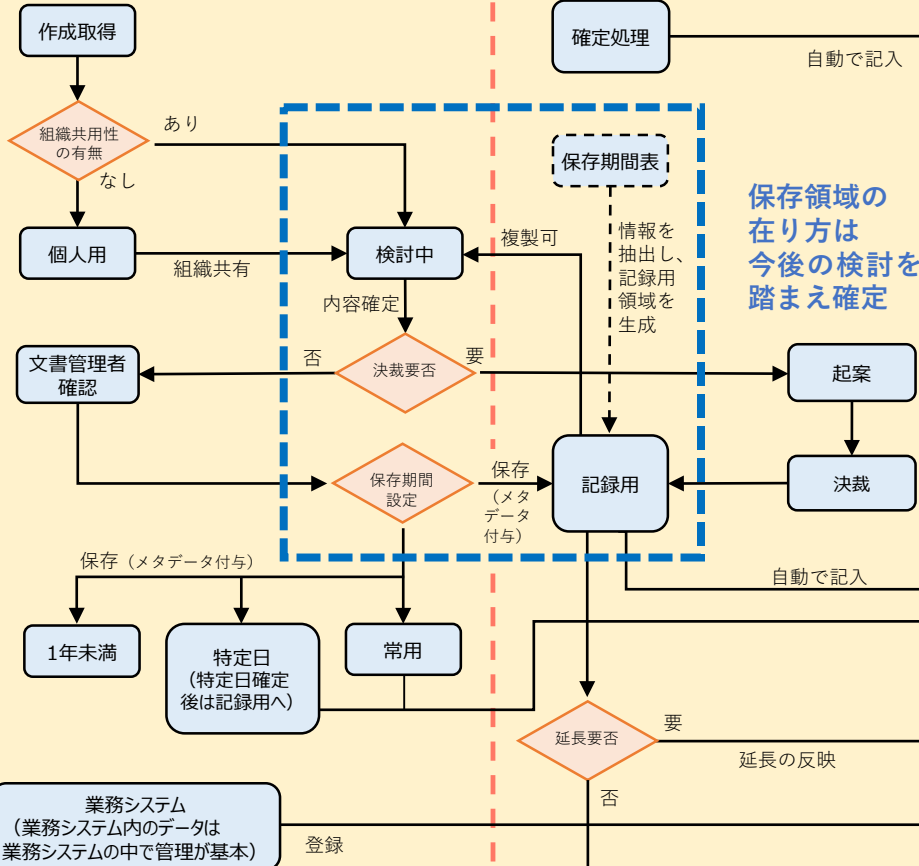 作成取得
確定処理
自動で記入
組織共用性
の有無
あり
なし
保存期間表
保存領域の
在り方は
今後の検討を
踏まえ確定
個人用
組織共有
検討中
複製可
情報を
抽出し、
記録用
領域を
生成
内容確定
文書管理者
確認
否
決裁要否
要
起案
保存期間
設定
保存
（メタ
データ
付与）
記録用
決裁
保存（メタデータ付与）
自動で記入
1年未満
特定日
（特定日確定
後は記録用へ）
常用
延長要否
要
延長の反映
否
業務システム
（業務システム内のデータは
業務システムの中で管理が基本）
登録